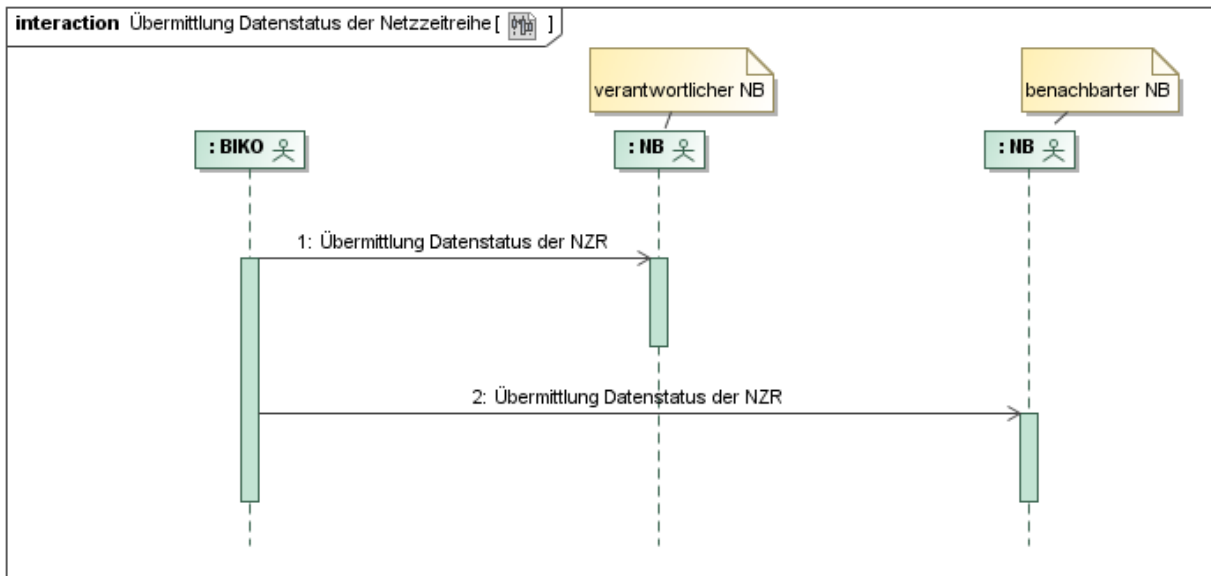 interaction Übermittlung Datenstatus der Netzzeitreihe [ ]
verantwortlicher NB
benachbarter NB
: BIKO
: NB
: NB
1: Übermittlung Datenstatus der NZR
2: Übermittlung Datenstatus der NZR